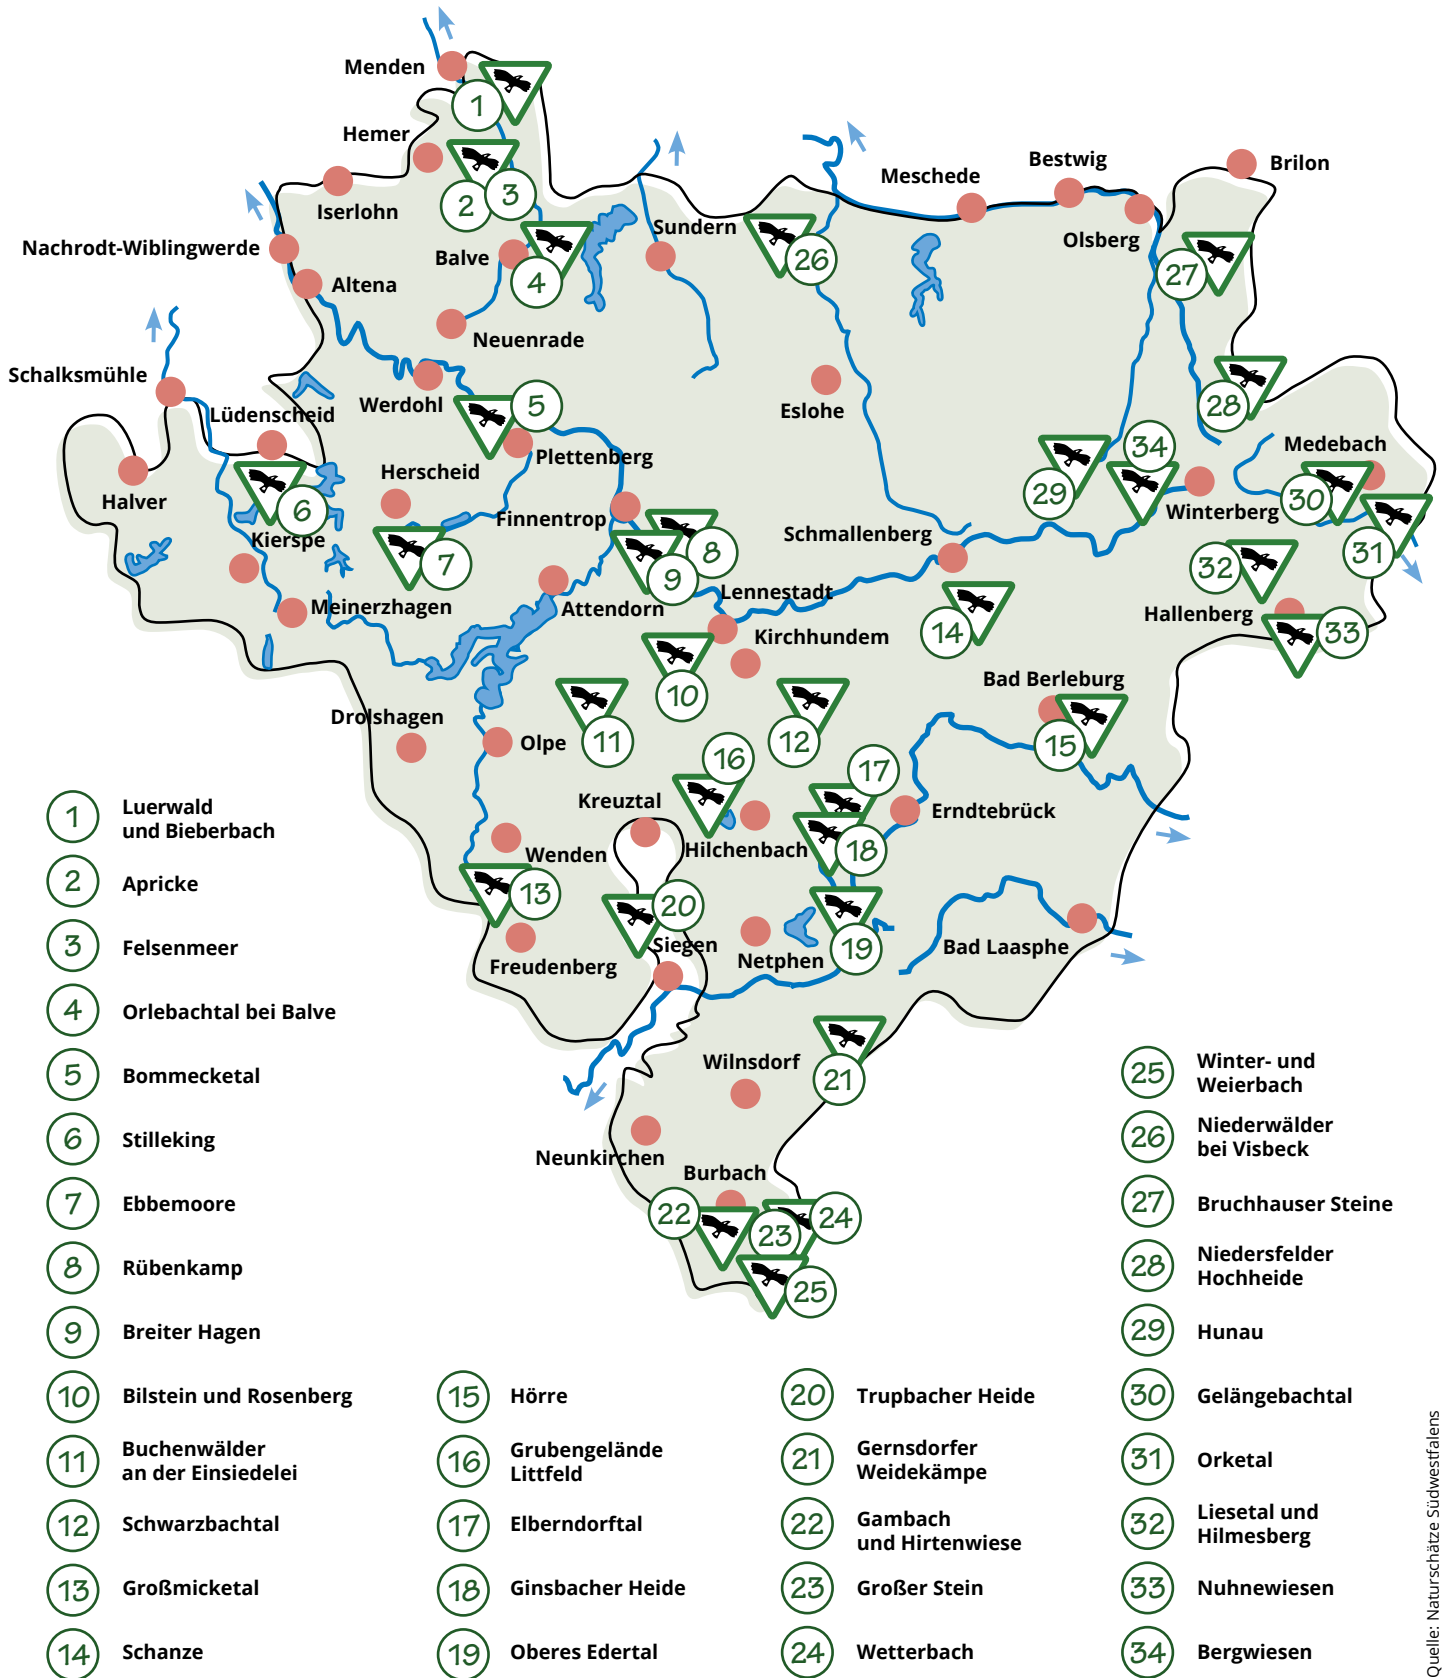 Menden
1
Hemer
2
3
Iserlohn
Nachrodt-Wiblingwerde
Altena
Balve
4
Neuenrade
Sundern
26
Meschede
Bestwig
Olsberg
Brilon
27
Schalksmühle
Lüdenscheid
Werdohl
5
Plettenberg
Herscheid
Halver
6
Kierspe
7
Meinerzhagen
Finnentrop
8
9
Attendorn
Eslohe
28
29
34
Winterberg
Medebach
30
31
32
Hallenberg
33
Schmallenberg
14
Lennestadt
Kirchhundem
10
11
12
Drolshagen
Olpe
Bad Berleburg
15
16
17
Kreuztal
Hilchenbach
18
Erndtebrück
Wenden
13
Freudenberg
20
Siegen
Netphen
19
Bad Laasphe
Wilnsdorf
21
Neunkirchen
Burbach
22
23
24
25
1 Luerwald
und Bieberbach
2 Apricke
3 Felsenmeer
4 Orlebachtal bei Balve
5 Bommecketal
6 Stilleking
7 Ebbemoore
8 Rübenkamp
9 Breiter Hagen
10 Bilstein und Rosenberg
11 Buchenwälder
an der Einsiedelei
12 Schwarzbachtal
13 Großmicketal
14 Schanze
15 Hörre
16 Grubengelände
Littfeld
17 Elberndorftal
18 Ginsbacher Heide
19 Oberes Edertal
20 Trupbacher Heide
21 Gernsdorfer
Weidekämpe
22 Gambach
und Hirtenwiese
23 Großer Stein
24 Wetterbach
25 Winter- und
Weierbach
26 Niederwälder
bei Visbeck
27 Bruchhauser Steine
28 Niedersfelder
Hochheide
29 Hunau
30 Gelängebachtal
31 Orketal
32 Liesetal und
Hilmesberg
33 Nuhnewiesen
34 Bergwiesen
Quelle: Naturschätze Südwestfalens